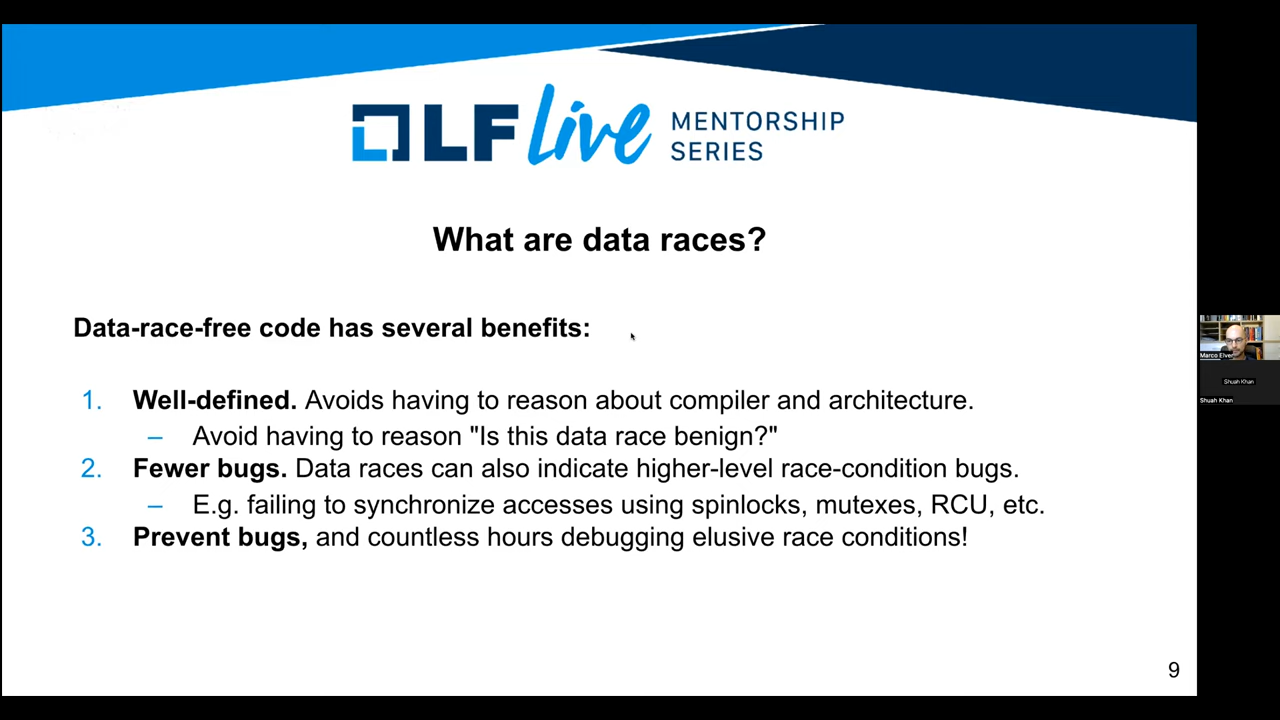 LF live MENTORSHIP
SERIES
What are data races?
Data-race-free code has several benefits:
1. Well-defined. Avoids having to reason about compiler and architecture.
– Avoid having to reason "Is this data race benign?"
2. Fewer bugs. Data races can also indicate higher-level race-condition bugs.
– E.g. failing to synchronize accesses using spinlocks, mutexes, RCU, etc.
3. Prevent bugs, and countless hours debugging elusive race conditions!
9
Marco Elver
Shuah Khan
Shuah Khan